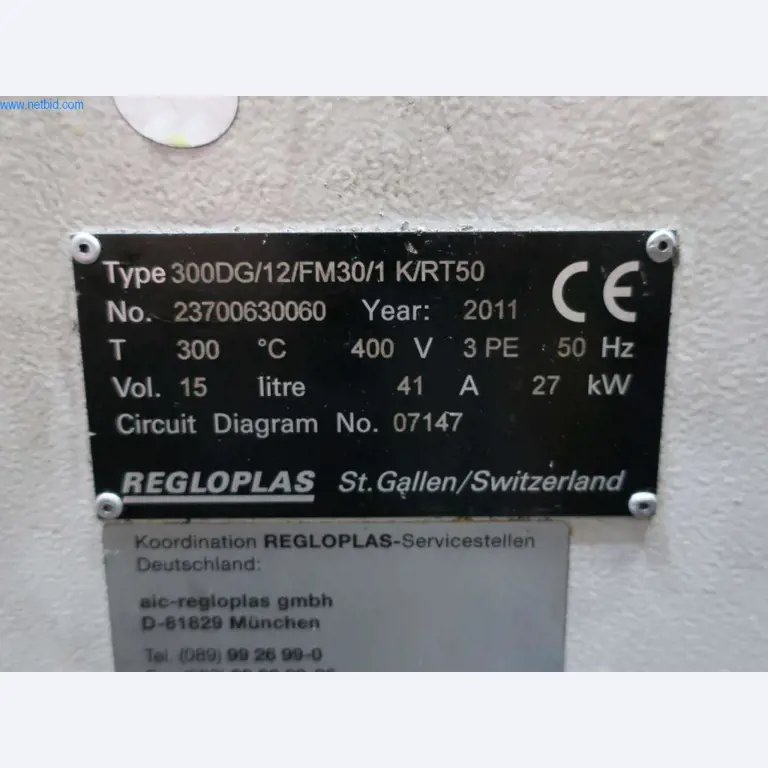 www.netbid.com
Type 300DG/12/FM30/1 K/RT50
No. 23700630060 Year: 2011 CE
T 300 °C 400 V 3 PE 50 Hz
Vol. 15 litre 41 A 27 kW
Circuit Diagram No. 07147
REGLOPLAS St.Gallen/Switzerland
Koordination REGLOPLAS-Servicestellen
Deutschland:
aic-regloplas gmbh
D-81829 München
Tel. (089) 99 26 99-0